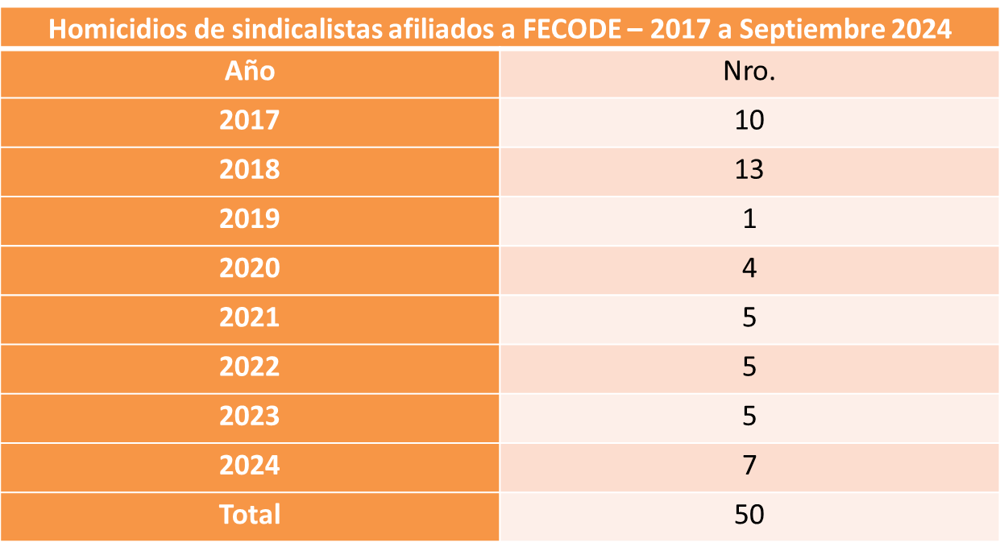 Homicidios de sindicalistas afiliados a FECODE – 2017 a Septiembre 2024
Año Nro.
2017 10
2018 13
2019 1
2020 4
2021 5
2022 5
2023 5
2024 7
Total 50